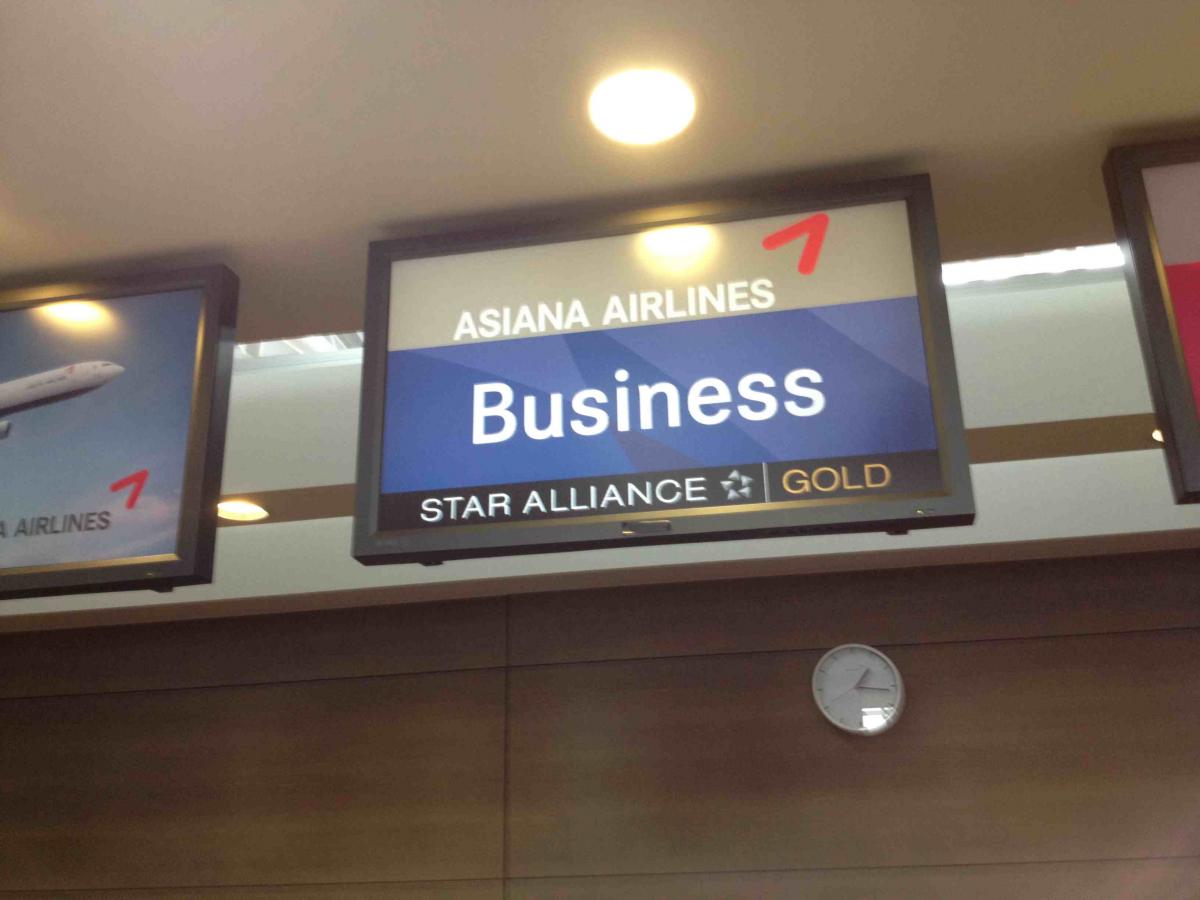 ASIANA AIRLINES
Business
STAR ALLIANCE GOLD
A AIRLINES